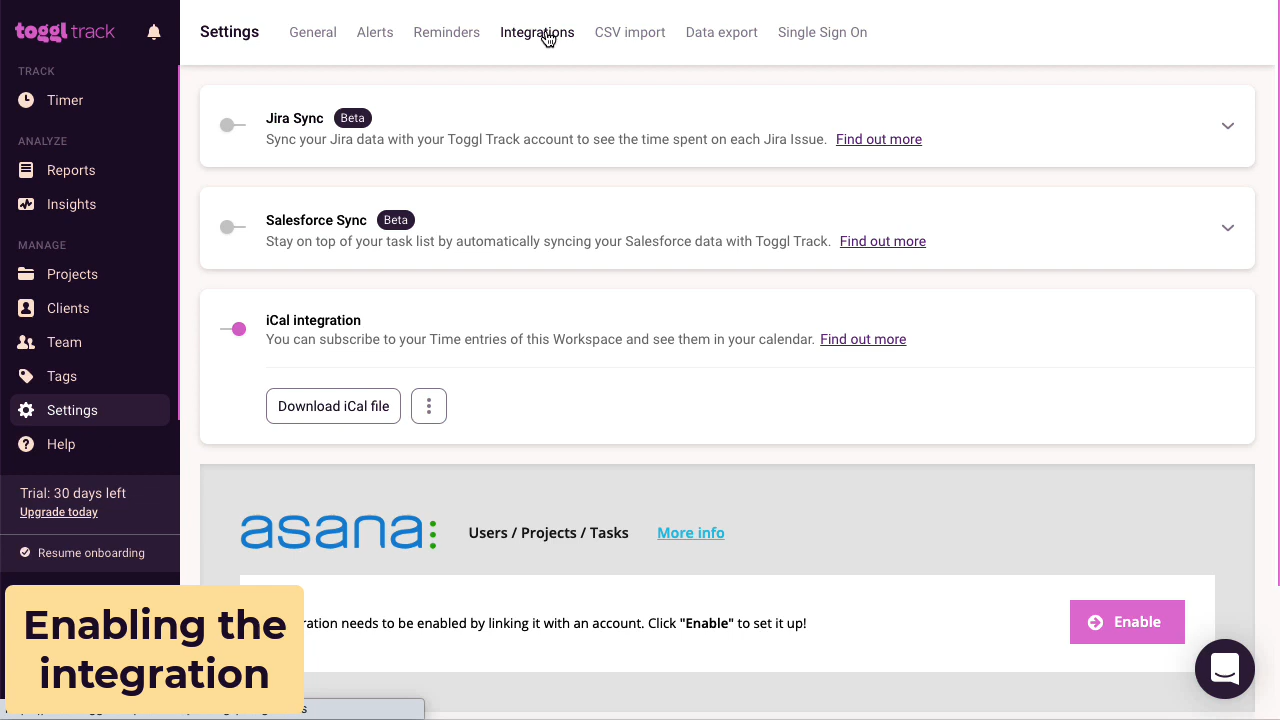 toggl track
TRACK
Timer
ANALYZE
Reports
Insights
MANAGE
Projects
Clients
Team
Tags
Settings
Help
Trial: 30 days left
Upgrade today
Resume onboarding
Settings General Alerts Reminders Integrations CSV import Data export Single Sign On
Jira Sync Beta
Sync your Jira data with your Toggl Track account to see the time spent on each Jira Issue. Find out more
Salesforce Sync Beta
Stay on top of your task list by automatically syncing your Salesforce data with Toggl Track. Find out more
iCal integration
You can subscribe to your Time entries of this Workspace and see them in your calendar. Find out more
Download iCal file
asana: Users / Projects / Tasks More info
needs to be enabled by linking it with an account. Click "Enable" to set it up!
Enable
Enabling the
integration